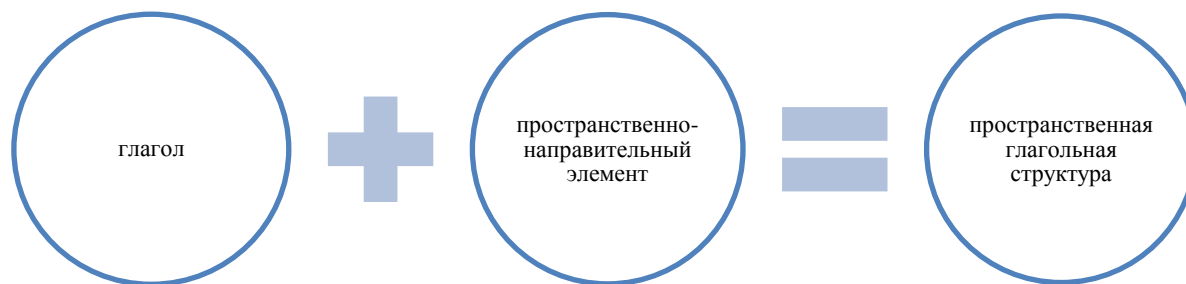 глагол
пространственно-
направительный
элемент
пространственная
глагольная
структура